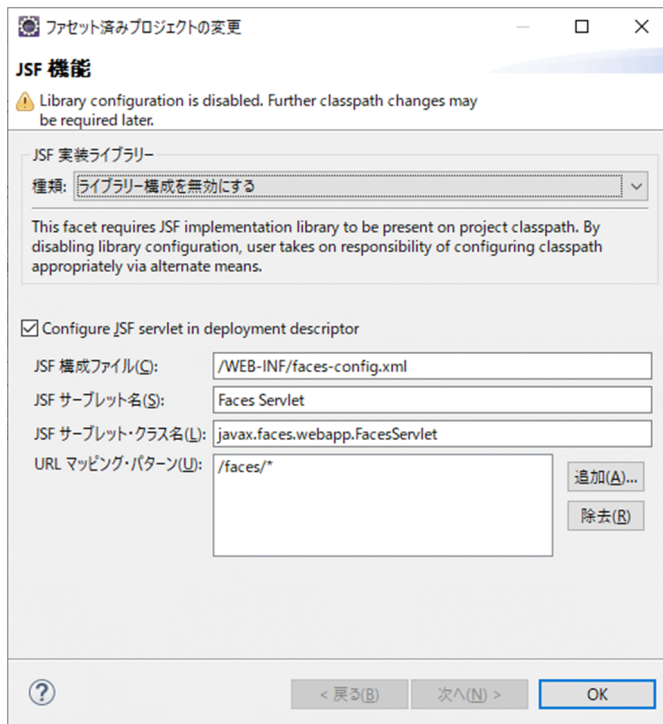 ファセット済みプロジェクトの変更
JSF 機能
Library configuration is disabled. Further classpath changes may
be required later.
JSF 実装ライブラリー
種類: ライブラリー構成を無効にする
This facet requires JSF implementation library to be present on project classpath. By
disabling library configuration, user takes on responsibility of configuring classpath
appropriately via alternate means.
Configure JSF servlet in deployment descriptor
JSF 構成ファイル(C): /WEB-INF/faces-config.xml
JSF サーブレット名(S): Faces Servlet
JSF サーブレット・クラス名(L): javax.faces.webapp.FacesServlet
URL マッピング・パターン(U): /faces/*
追加(A)...
除去(R)
? < 戻る(B) 次へ(N) > OK